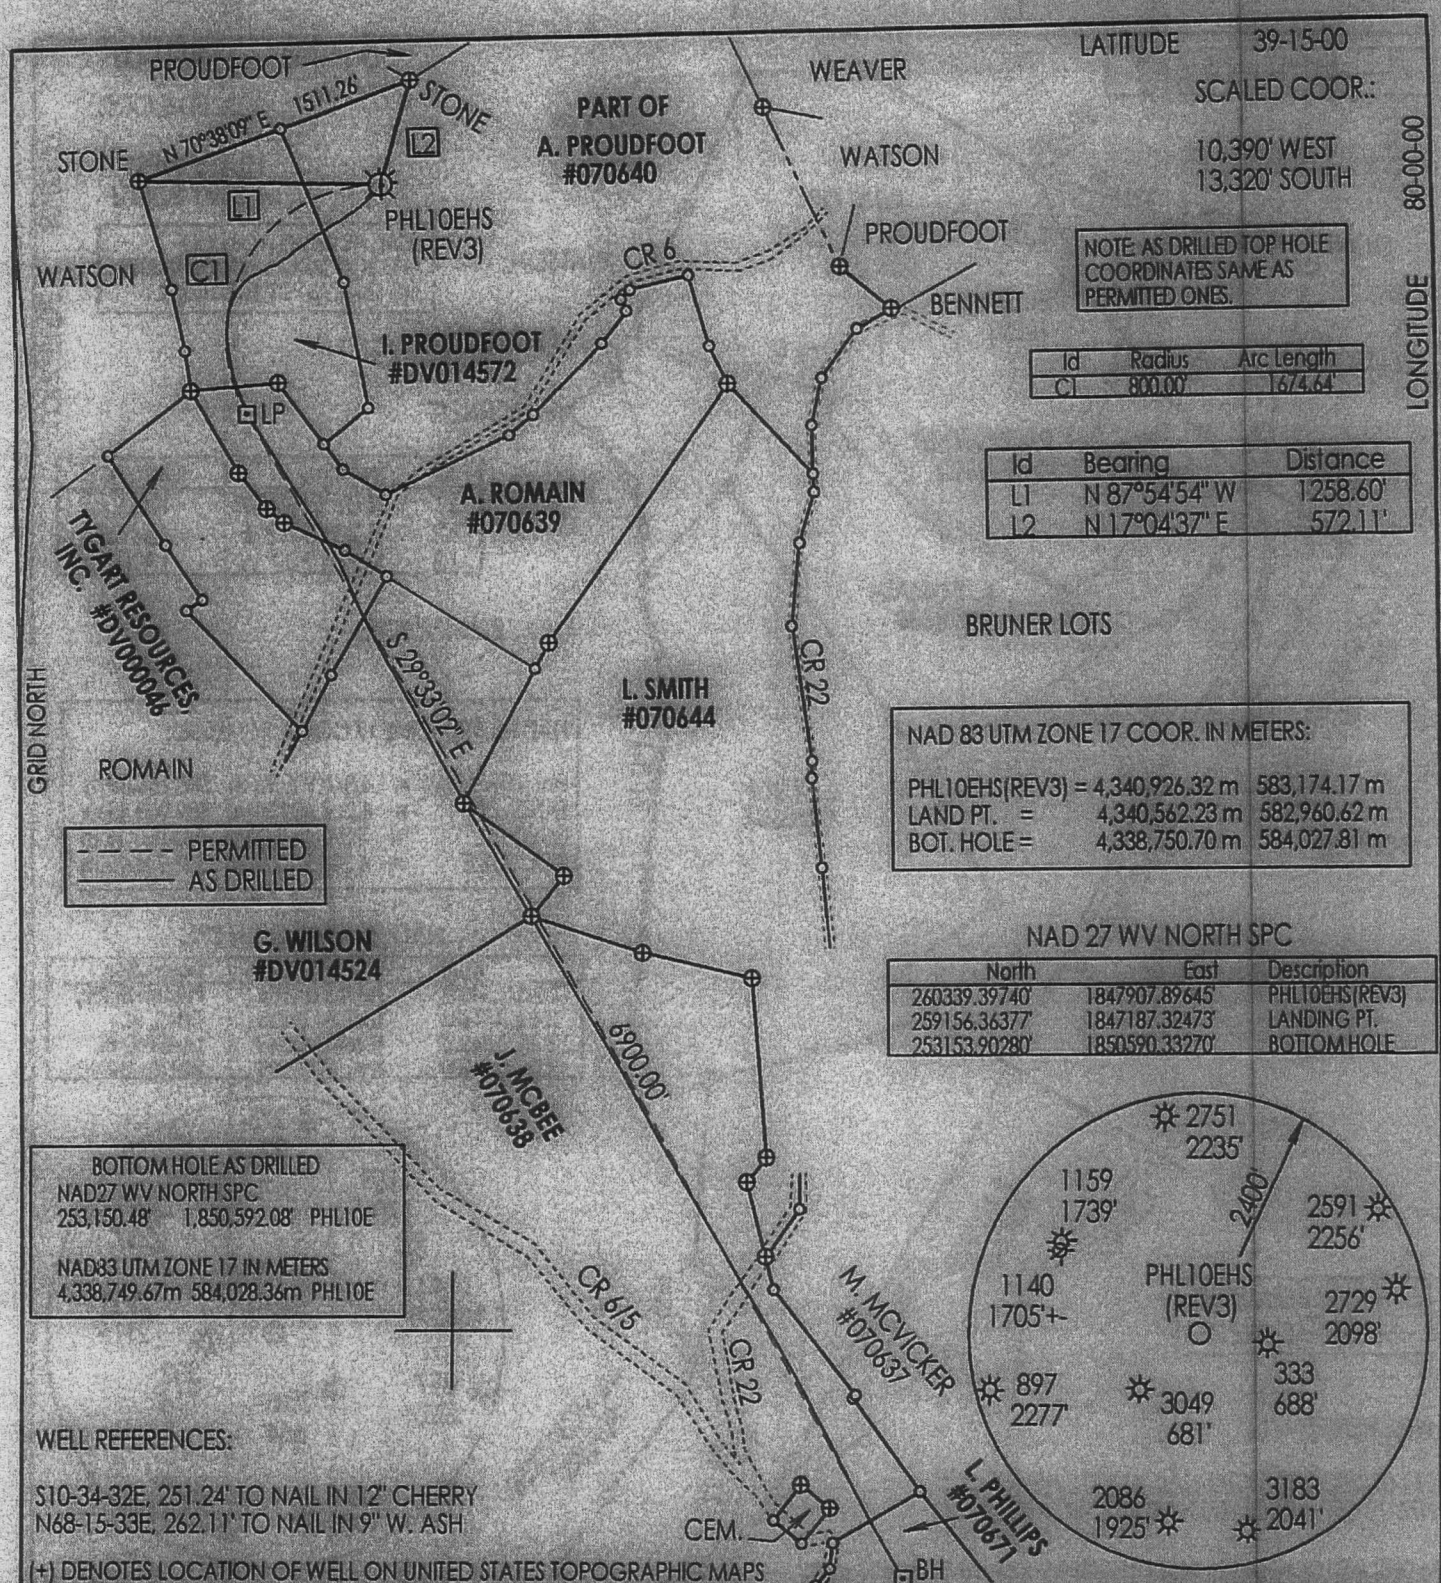 LATITUDE 39-15-00
SCALED COOR.:
10,390' WEST
13,320' SOUTH
LONGITUDE 80-00-00
PROUDFOOT
STONE
N 70°38'09" E 1511.26'
STONE
L2
L1
C1
PHL10EHS
(REV3)
WATSON
PART OF
A. PROUDFOOT
#070640
WEAVER
WATSON
PROUDFOOT
BENNETT
CR 6
NOTE: AS DRILLED TOP HOLE
COORDINATES SAME AS
PERMITTED ONES.
Id Radius Arc Length
C1 800.00' 1674.64'
Id Bearing Distance
L1 N 87°54'54" W 1258.60'
L2 N 17°04'37" E 572.11'
I. PROUDFOOT
#DV014572
LP
A. ROMAIN
#070639
TYGART RESOURCES,
INC. #DV000046
S 29°33'02" E
L. SMITH
#070644
CR 22
BRUNER LOTS
GRID NORTH
ROMAIN
NAD 83 UTM ZONE 17 COOR. IN METERS:
PHL10EHS(REV3) = 4,340,926.32 m 583,174.17 m
LAND PT. = 4,340,562.23 m 582,960.62 m
BOT. HOLE = 4,338,750.70 m 584,027.81 m
PERMITTED
AS DRILLED
G. WILSON
#DV014524
NAD 27 WV NORTH SPC
North East Description
260339.39740' 1847907.89645' PHL10EHS(REV3)
259156.36377' 1847187.32473' LANDING PT.
253153.90280' 1850590.33270' BOTTOM HOLE
6900.00'
J. MCBEE
#070638
BOTTOM HOLE AS DRILLED
NAD27 WV NORTH SPC
253,150.48' 1,850,592.08' PHL10E
NAD83 UTM ZONE 17 IN METERS
4,338,749.67m 584,028.36m PHL10E
CR 6/5
CR 22
M. MCVICKER
#070637
2751
2235'
1159
1739'
2400'
2591
2256'
1140
1705'+-
PHL10EHS
(REV3)
2729
2098'
897
2277'
3049
681'
333
688'
2086
1925'
3183
2041'
WELL REFERENCES:
S10-34-32E, 251.24' TO NAIL IN 12" CHERRY
N68-15-33E, 262.11' TO NAIL IN 9" W. ASH
CEM.
L. PHILLIPS
#070671
BH
(+) DENOTES LOCATION OF WELL ON UNITED STATES TOPOGRAPHIC MAPS